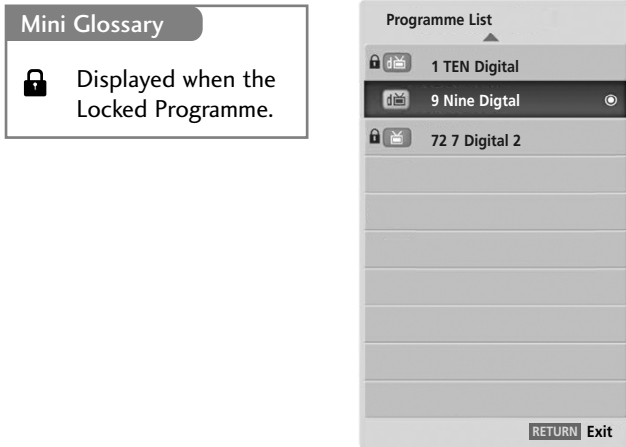 Mini Glossary
Displayed when the
Locked Programme.
Programme List
1 TEN Digital
9 Nine Digtal
72 7 Digital 2
RETURN Exit